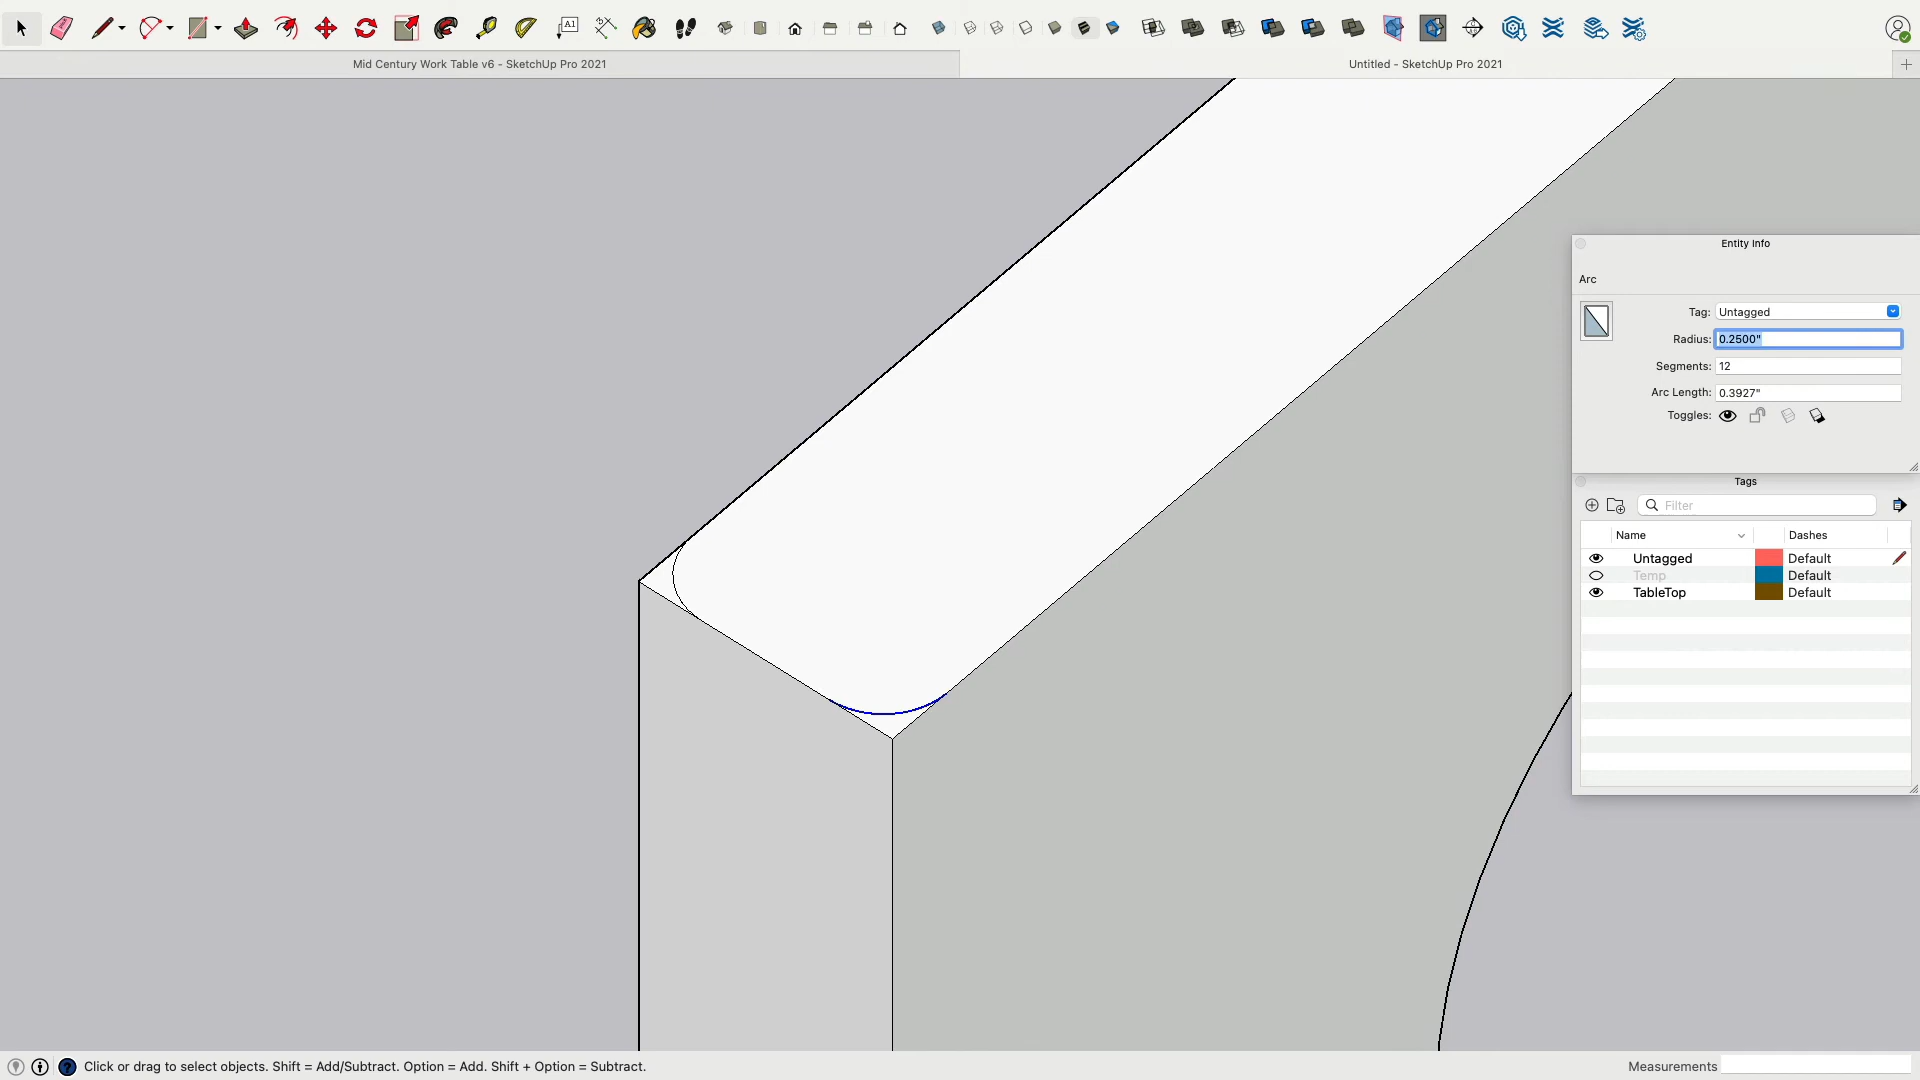 A1
Mid Century Work Table v6 - SketchUp Pro 2021
Untitled - SketchUp Pro 2021
Entity Info
Arc
Tag: Untagged
Radius: 0.2500"
Segments: 12
Arc Length: 0.3927"
Toggles:
Tags
Filter
Name Dashes
Untagged Default
Temp Default
TableTop Default
Click or drag to select objects. Shift = Add/Subtract. Option = Add. Shift + Option = Subtract.
Measurements